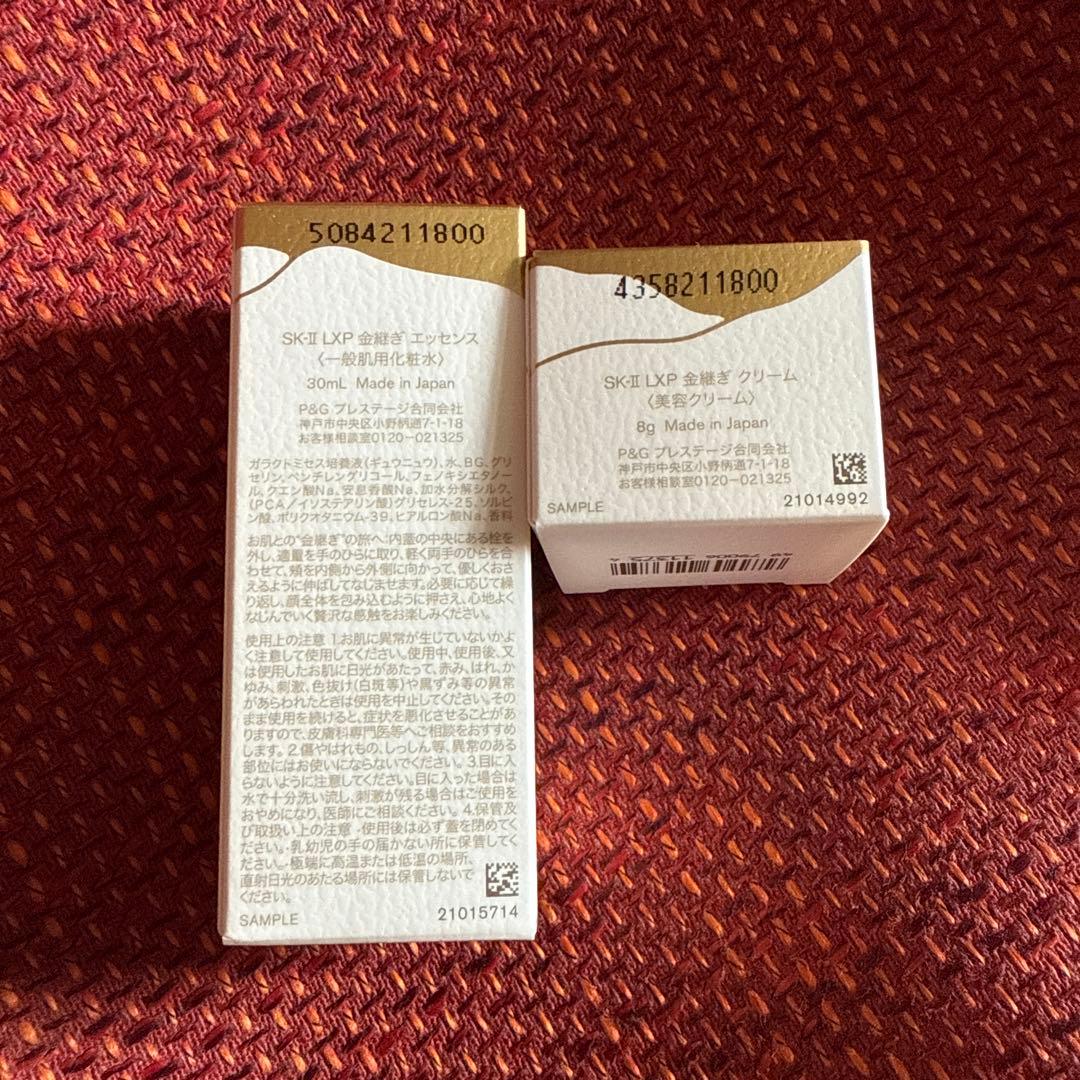 5084211800
SK-II LXP 金継ぎ エッセンス
〈一般肌用化粧水〉
30mL Made in Japan
P&G プレステージ合同会社
神戸市中央区小野柄通7-1-18
お客様相談室0120-021325
ガラクトミセス培養液(ギュウニュウ)、水、BG、グリ
セリン、ペンチレングリコール、フェノキシエタノー
ル、クエン酸Na、安息香酸Na、加水分解シルク、
(PCA/イソステアリン酸)グリセレス-25、ソルビ
ン酸、ポリクオタニウム-39、ヒアルロン酸Na、香料
お肌との“金継ぎ”の旅へ:内蓋の中央にある栓を
外し、適量を手のひらに取り、軽く両手のひらを合
わせて、頬を内側から外側に向かって、優しくおさ
えるように伸ばしてなじませます。必要に応じて繰
り返し、顔全体を包み込むように押さえ、心地よく
なじんでいく贅沢な感触をお楽しみください。
使用上の注意 1.お肌に異常が生じていないかよ
く注意して使用してください。使用中、使用後、又
は使用したお肌に日光があたって、赤み、はれ、か
ゆみ、刺激、色抜け(白斑等)や黒ずみ等の異常
があらわれたときは使用を中止してください。その
まま使用を続けると、症状を悪化させることがあ
りますので、皮膚科専門医等へご相談をおすすめ
します。2.傷やはれもの、しっしん等、異常のある
部位にはお使いにならないでください。3.目に入
らないように注意してください。目に入った場合は
水で十分洗い流し、刺激が残る場合はご使用を
おやめになり、医師にご相談ください。4.保管及
び取扱い上の注意 ・使用後は必ず蓋を閉めてく
ださい。・乳幼児の手の届かない所に保管してく
ださい。・極端に高温または低温の場所、
直射日光のあたる場所には保管しないで
ください。
SAMPLE
21015714
4358211800
SK-II LXP 金継ぎ クリーム
〈美容クリーム〉
8g Made in Japan
P&G プレステージ合同会社
神戸市中央区小野柄通7-1-18
お客様相談室0120-021325
SAMPLE
21014992